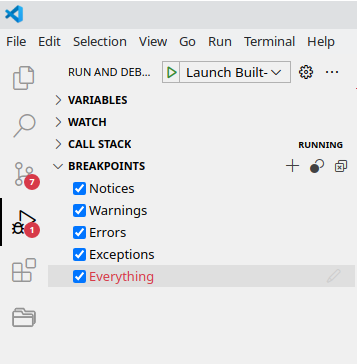 File Edit Selection View Go Run Terminal Help
RUN AND DEB... Launch Built-
VARIABLES
WATCH
CALL STACK RUNNING
BREAKPOINTS
Notices
7
Warnings
Errors
1
Exceptions
Everything